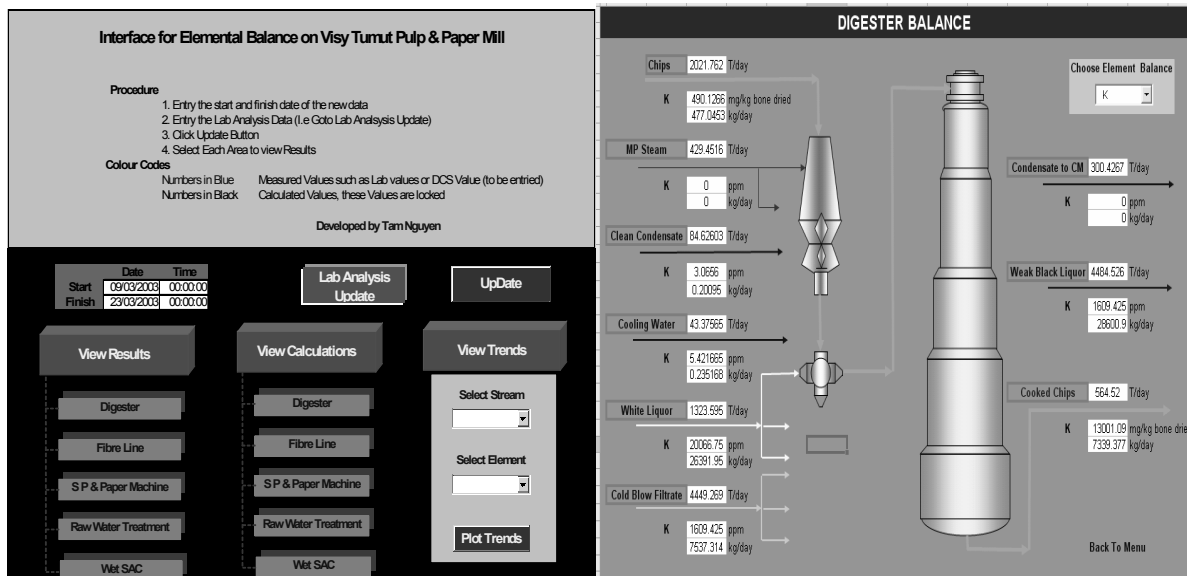 Interface for Elemental Balance on Visy Tumut Pulp & Paper Mill
Procedure
1. Entry the start and finish date of the new data
2. Entry the Lab Analysis Data (I.e Goto Lab Analsysis Update)
3. Click Update Button
4. Select Each Area to view Results
Colour Codes
Numbers in Blue Measured Values such as Lab values or DCS Value (to be entried)
Numbers in Black Calculated Values, these Values are locked
Developed by Tam Nguyen
Date Time
Start 09/03/2003 00:00:00
Finish 23/03/2003 00:00:00
Lab Analysis
Update
UpDate
View Results
Digester
Fibre Line
S P & Paper Machine
Raw Water Treatment
Wet SAC
View Calculations
Digester
Fibre Line
S P & Paper Machine
Raw Water Treatment
Wet SAC
View Trends
Select Stream
Select Element
Plot Trends
DIGESTER BALANCE
Chips 2021.762 T/day
K 490.1266 mg/kg bone dried
477.0453 kg/day
MP Steam 429.4516 T/day
K 0 ppm
0 kg/day
Clean Condensate 84.62603 T/day
K 3.0656 ppm
0.20095 kg/day
Cooling Water 43.37565 T/day
K 5.421665 ppm
0.235168 kg/day
White Liquor 1323.595 T/day
K 20066.75 ppm
26391.95 kg/day
Cold Blow Filtrate 4449.269 T/day
K 1609.425 ppm
7537.314 kg/day
Choose Element Balance
K
Condensate to CM 300.4267 T/day
K 0 ppm
0 kg/day
Weak Black Liquor 4484.526 T/day
K 1609.425 ppm
28600.9 kg/day
Cooked Chips 564.52 T/day
K 13001.09 mg/kg bone drie
7339.377 kg/day
Back To Menu